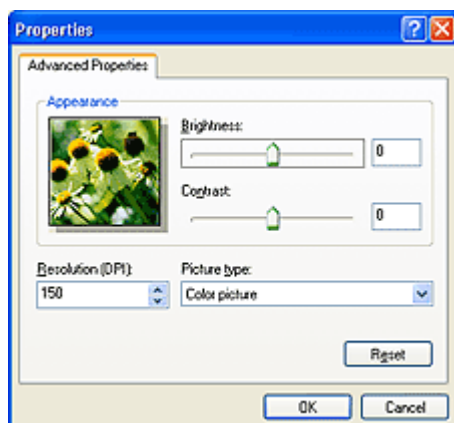 Properties
Advanced Properties
Appearance
Brightness:
0
Contrast:
0
Resolution (DPI):
Picture type:
150
Color picture
Reset
OK
Cancel